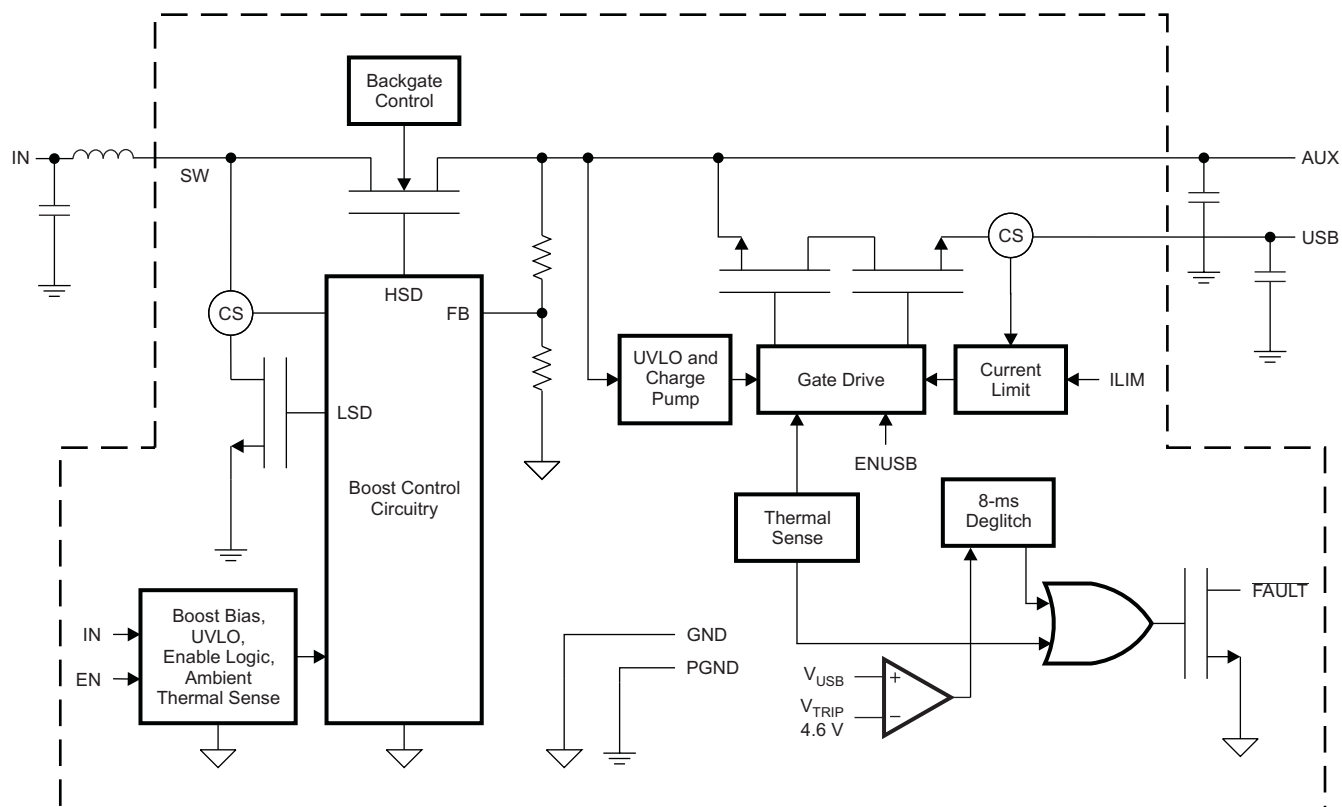 Backgate
Control
IN
SW
AUX
CS
USB
HSD
CS
FB
UVLO and
Charge
Pump
Gate Drive
Current
Limit
ILIM
LSD
ENUSB
Boost Control
Circuitry
Thermal
Sense
8-ms
Deglitch
Boost Bias,
UVLO,
Enable Logic,
Ambient
Thermal Sense
IN
EN
GND
PGND
FAULT
VUSB
+
VTRIP
4.6 V
−